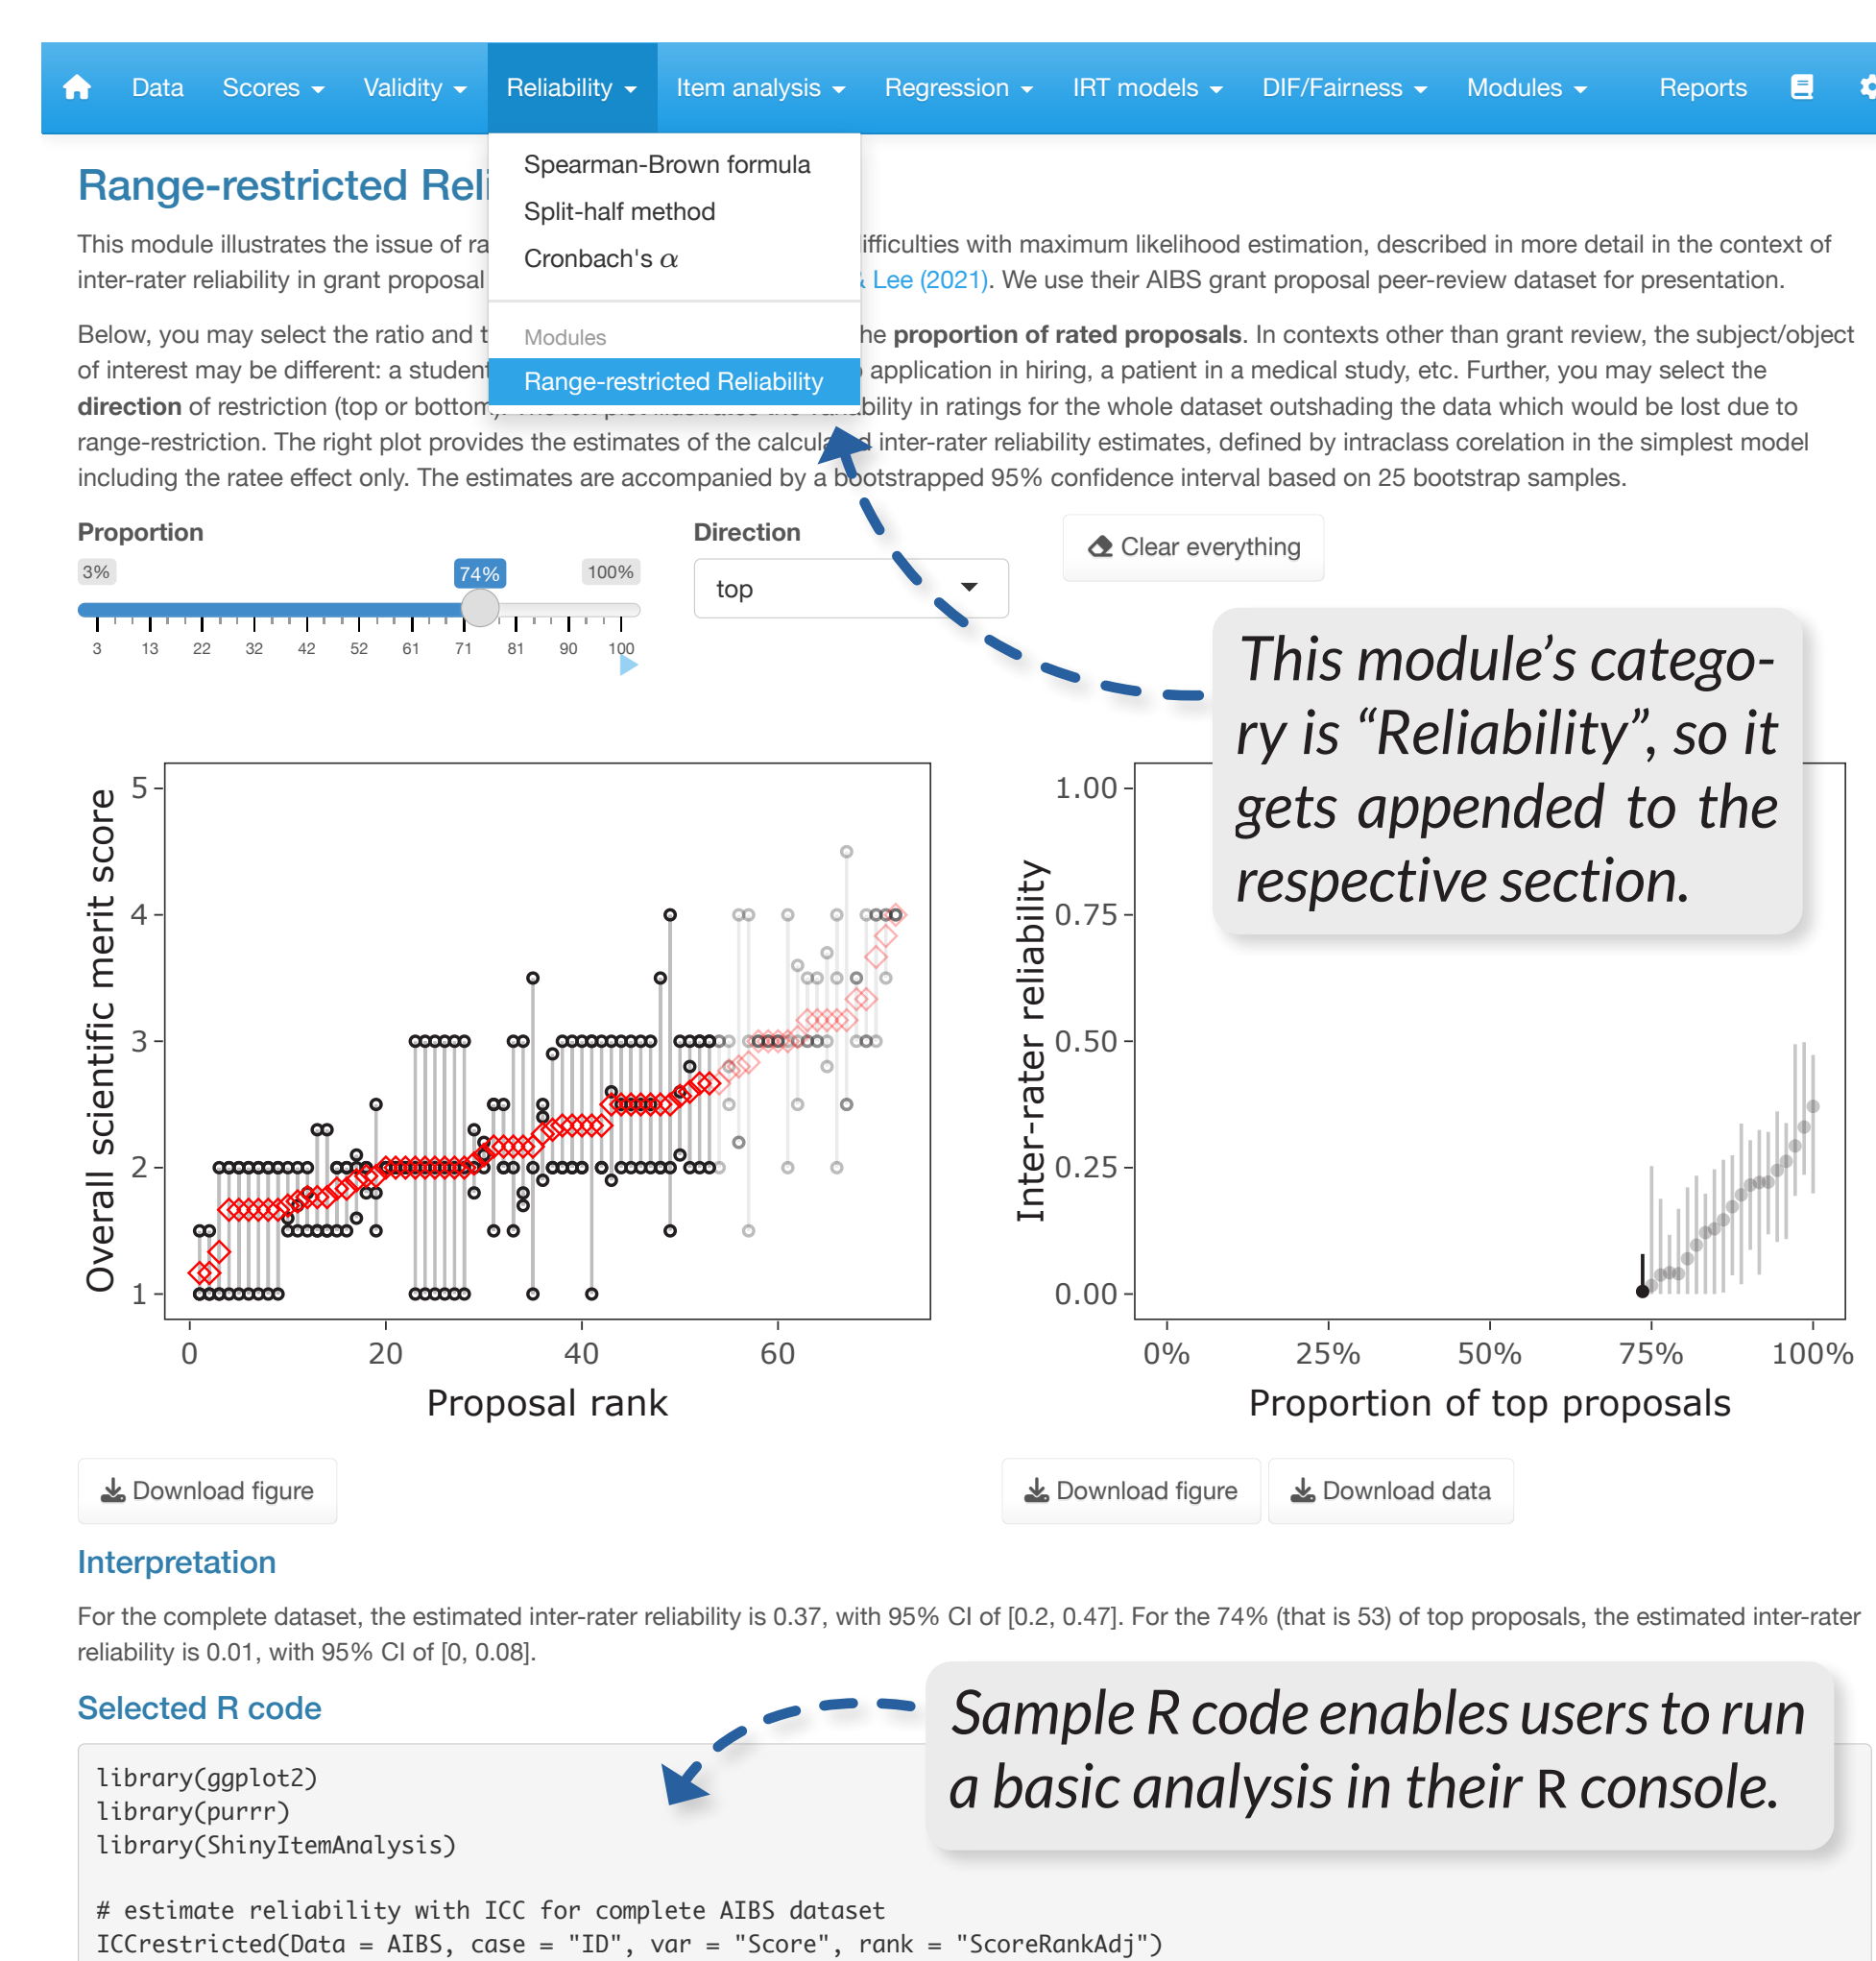 Data Scores Validity Reliability Item analysis Regression IRT models DIF/Fairness Modules Reports
Spearman-Brown formula
Split-half method
Cronbach's α
Modules
Range-restricted Reliability
Range-restricted Reli
This module illustrates the issue of ra ifficulties with maximum likelihood estimation, described in more detail in the context of
inter-rater reliability in grant proposal & Lee (2021). We use their AIBS grant proposal peer-review dataset for presentation.
Below, you may select the ratio and t he proportion of rated proposals. In contexts other than grant review, the subject/object
of interest may be different: a student application in hiring, a patient in a medical study, etc. Further, you may select the
direction of restriction (top or bottom). The left plot illustrates the variability in ratings for the whole dataset outshading the data which would be lost due to
range-restriction. The right plot provides the estimates of the calculated inter-rater reliability estimates, defined by intraclass corelation in the simplest model
including the ratee effect only. The estimates are accompanied by a bootstrapped 95% confidence interval based on 25 bootstrap samples.
Proportion
3% 74% 100%
3 13 22 32 42 52 61 71 81 90 100
Direction
top
Clear everything
This module’s catego-
ry is “Reliability”, so it
gets appended to the
respective section.
Overall scientific merit score
5
4
3
2
1
0 20 40 60
Proposal rank
Inter-rater reliability
1.00
0.75
0.50
0.25
0.00
0% 25% 50% 75% 100%
Proportion of top proposals
Download figure
Download figure
Download data
Interpretation
For the complete dataset, the estimated inter-rater reliability is 0.37, with 95% CI of [0.2, 0.47]. For the 74% (that is 53) of top proposals, the estimated inter-rater
reliability is 0.01, with 95% CI of [0, 0.08].
Selected R code
Sample R code enables users to run
a basic analysis in their R console.
library(ggplot2)
library(purrr)
library(ShinyItemAnalysis)
# estimate reliability with ICC for complete AIBS dataset
ICCrestricted(Data = AIBS, case = "ID", var = "Score", rank = "ScoreRankAdj")